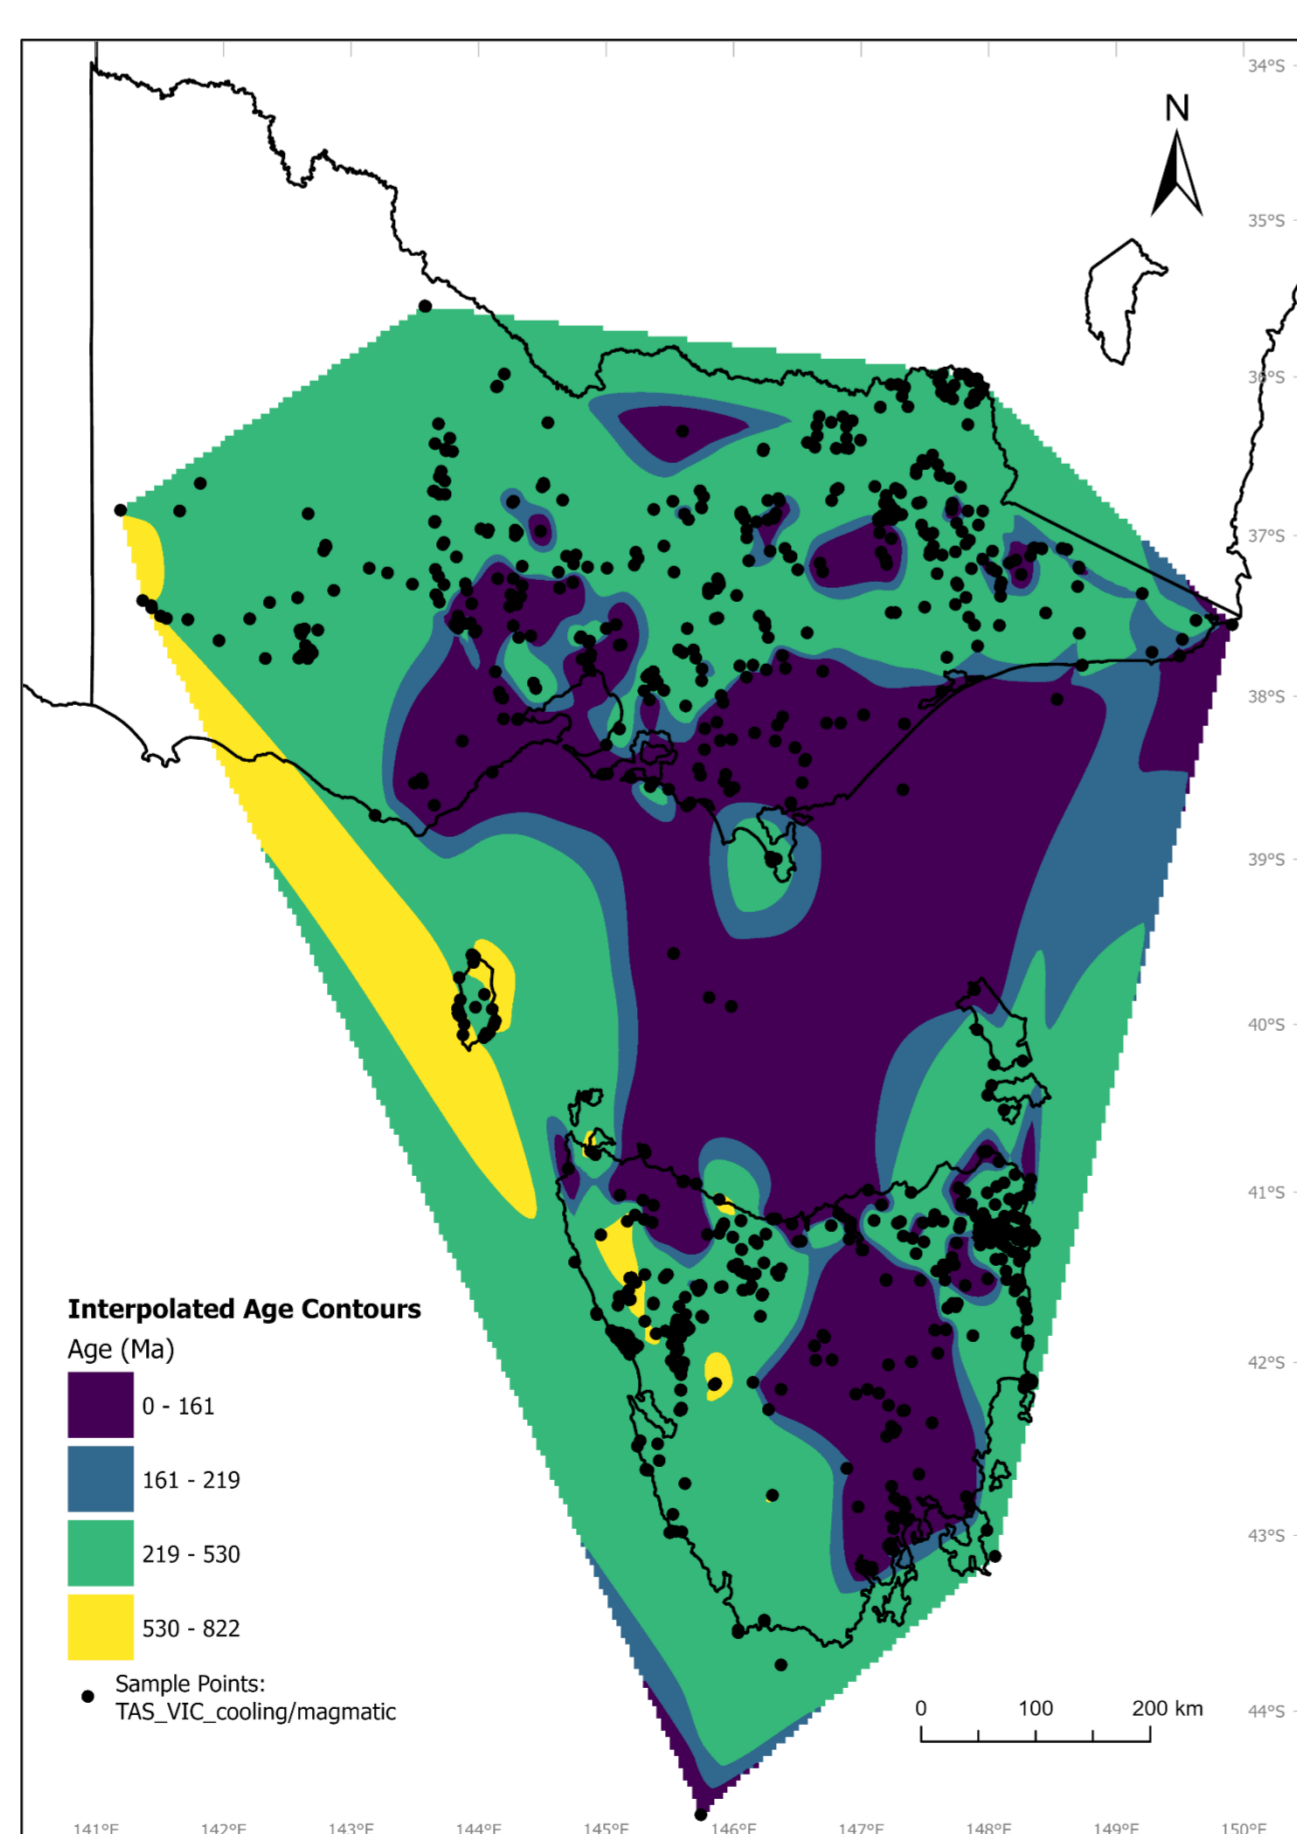 34°S
N
35°S
36°S
37°S
38°S
39°S
40°S
41°S
Interpolated Age Contours
Age (Ma)
0 - 161
42°S
161 - 219
219 - 530
43°S
530 - 822
Sample Points:
TAS_VIC_cooling/magmatic
0 100 200 km
44°S
141°E 142°E 143°E 144°E 145°E 146°E 147°E 148°E 149°E 150°E